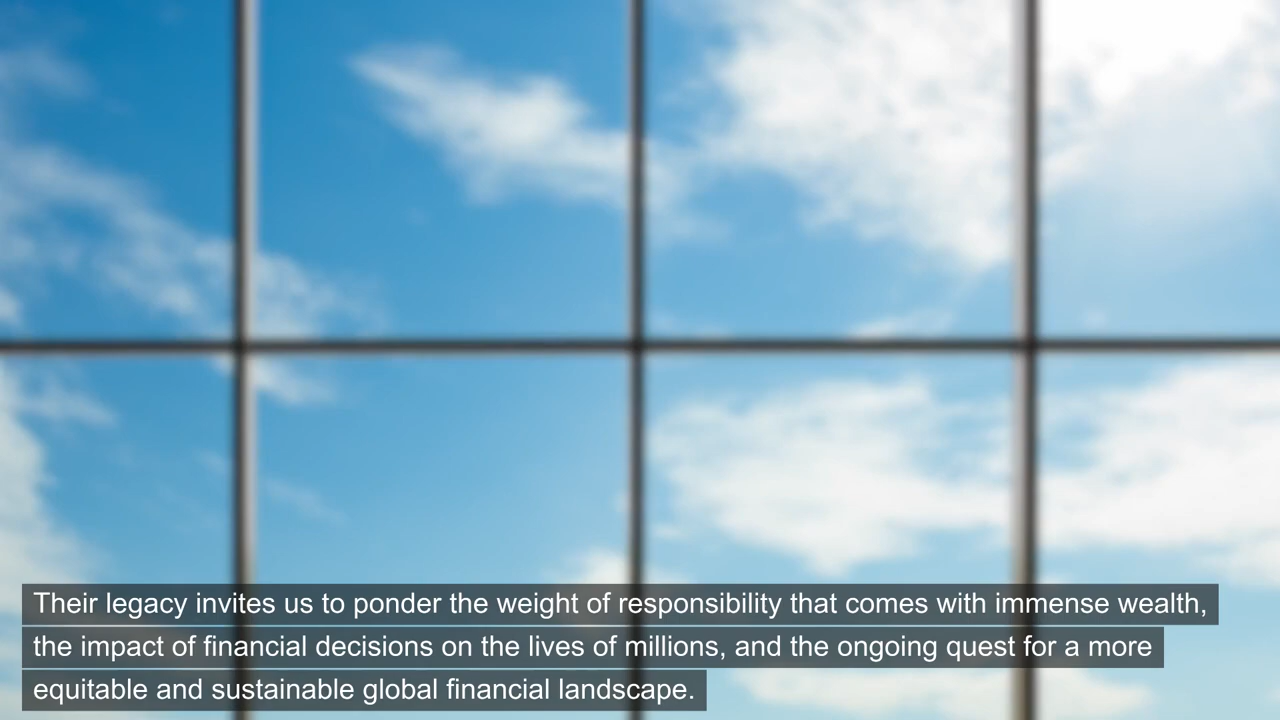 Their legacy invites us to ponder the weight of responsibility that comes with immense wealth,
the impact of financial decisions on the lives of millions, and the ongoing quest for a more
equitable and sustainable global financial landscape.